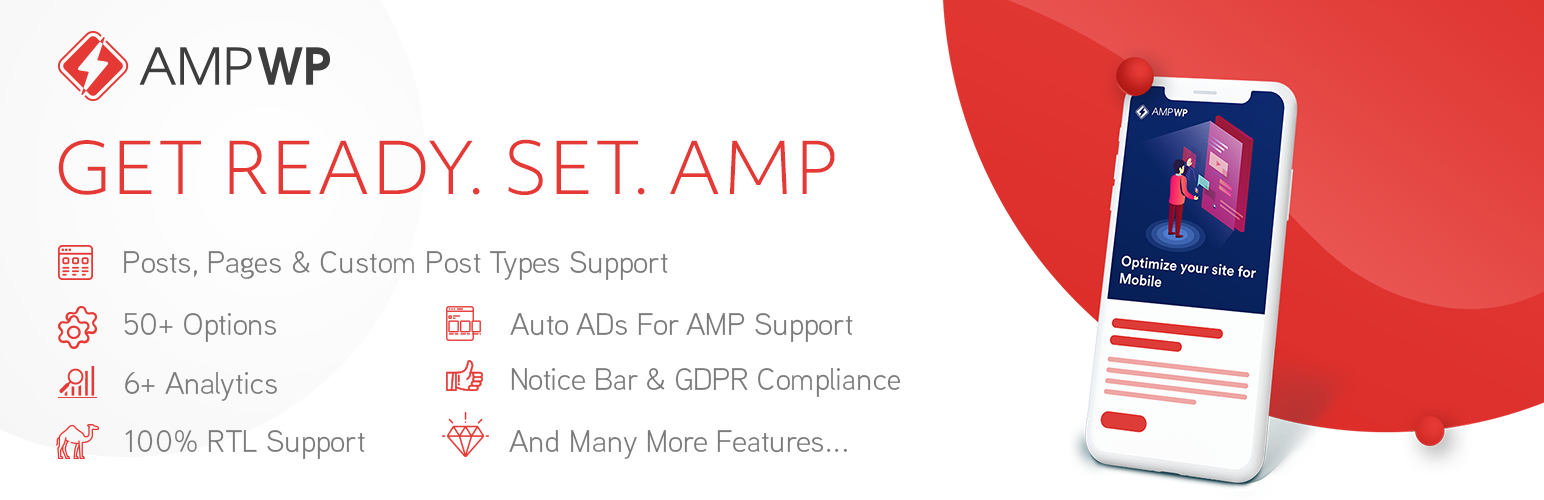 AMPWP
GET READY. SET. AMP
Posts, Pages & Custom Post Types Support
50+ Options
6+ Analytics
100% RTL Support
Auto ADs For AMP Support
Notice Bar & GDPR Compliance
And Many More Features...
AMPWP
Optimize your site for
Mobile